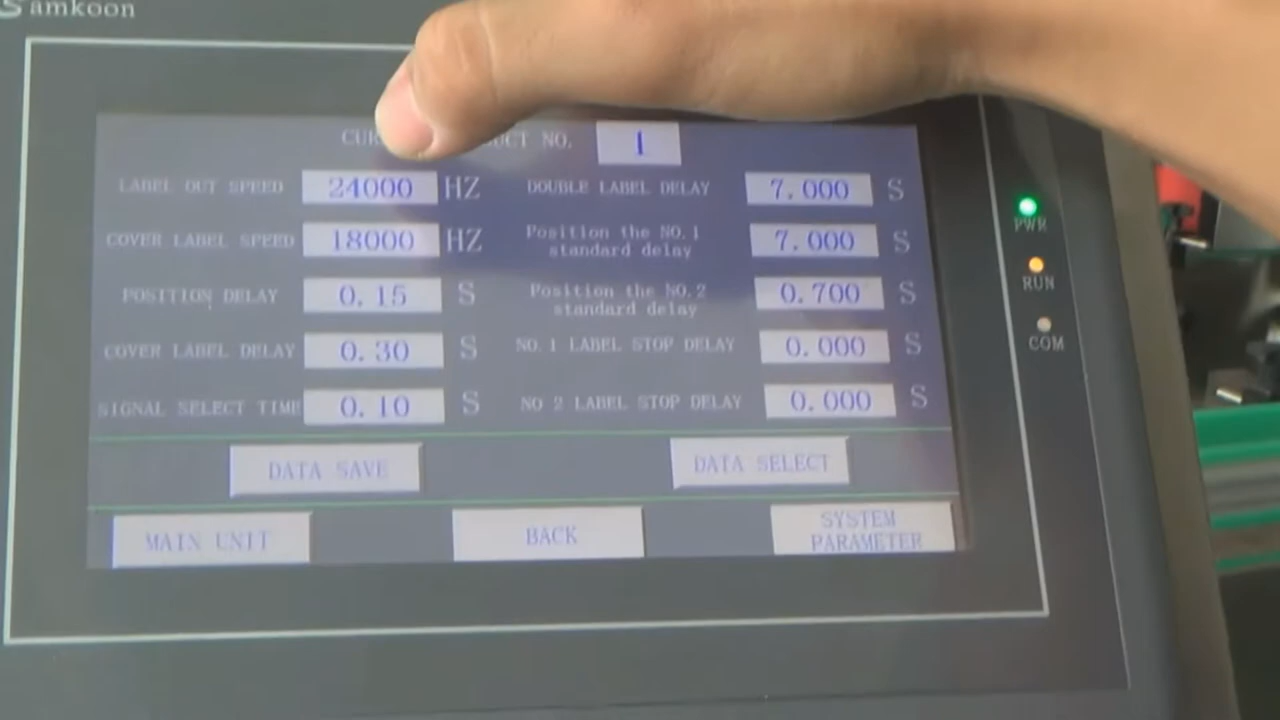 Samkoon
CUR UCT NO. 1
LABEL OUT SPEED 24000 HZ DOUBLE LABEL DELAY 7.000 S
COVER LABEL SPEED 18000 HZ Position the NO.1 standard delay 7.000 S
POSITION DELAY 0.15 S Position the NO.2 standard delay 0.700 S
COVER LABEL DELAY 0.30 S NO.1 LABEL STOP DELAY 0.000 S
SIGNAL SELECT TIME 0.10 S NO 2 LABEL STOP DELAY 0.000 S
DATA SAVE DATA SELECT
MAIN UNIT BACK SYSTEM PARAMETER
PWR
RUN
COM